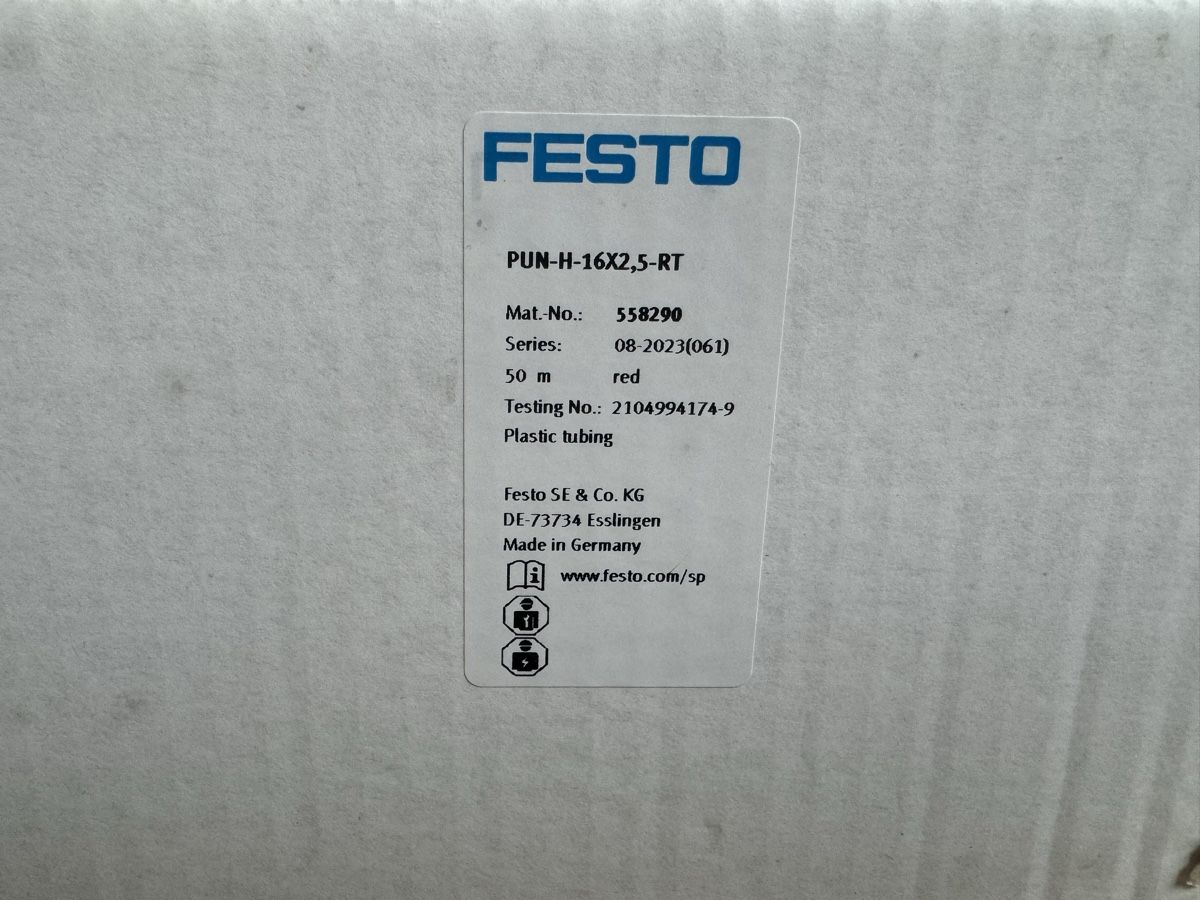 FESTO
PUN-H-16X2,5-RT
Mat.-No.: 558290
Series: 08-2023(061)
50 m red
Testing No.: 2104994174-9
Plastic tubing
Festo SE & Co. KG
DE-73734 Esslingen
Made in Germany
www.festo.com/sp